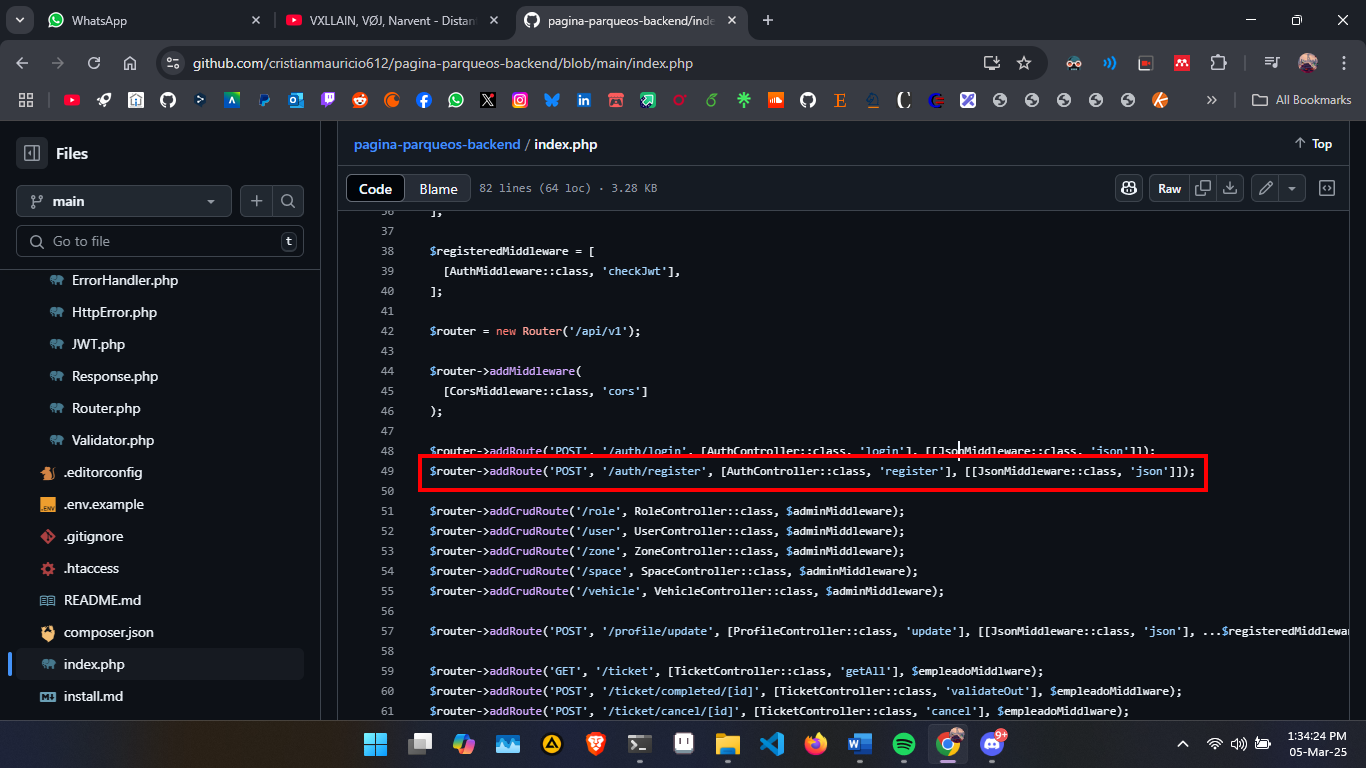 WhatsApp
VXLLAIN, VØJ, Narvent - Distant
pagina-parqueos-backend/inde
github.com/cristianmauricio612/pagina-parqueos-backend/blob/main/index.php
All Bookmarks
Files
main
Go to file
t
ErrorHandler.php
HttpError.php
JWT.php
Response.php
Router.php
Validator.php
.editorconfig
.env.example
.gitignore
.htaccess
README.md
composer.json
index.php
install.md
pagina-parqueos-backend / index.php
Top
Code Blame 82 lines (64 loc) · 3.28 KB
Raw
36 ];
37
38 $registeredMiddleware = [
39 [AuthMiddleware::class, 'checkJwt'],
40 ];
41
42 $router = new Router('/api/v1');
43
44 $router->addMiddleware(
45 [CorsMiddleware::class, 'cors']
46 );
47
48 $router->addRoute('POST', '/auth/login', [AuthController::class, 'login'], [[JsonMiddleware::class, 'json']]);
49 $router->addRoute('POST', '/auth/register', [AuthController::class, 'register'], [[JsonMiddleware::class, 'json']]);
50
51 $router->addCrudRoute('/role', RoleController::class, $adminMiddleware);
52 $router->addCrudRoute('/user', UserController::class, $adminMiddleware);
53 $router->addCrudRoute('/zone', ZoneController::class, $adminMiddleware);
54 $router->addCrudRoute('/space', SpaceController::class, $adminMiddleware);
55 $router->addCrudRoute('/vehicle', VehicleController::class, $adminMiddleware);
56
57 $router->addRoute('POST', '/profile/update', [ProfileController::class, 'update'], [[JsonMiddleware::class, 'json'], ...$registeredMiddlewar
58
59 $router->addRoute('GET', '/ticket', [TicketController::class, 'getAll'], $empleadoMiddlware);
60 $router->addRoute('POST', '/ticket/completed/[id]', [TicketController::class, 'validateOut'], $empleadoMiddlware);
61 $router->addRoute('POST', '/ticket/cancel/[id]', [TicketController::class, 'cancel'], $empleadoMiddlware);
9+
1:34:24 PM
05-Mar-25